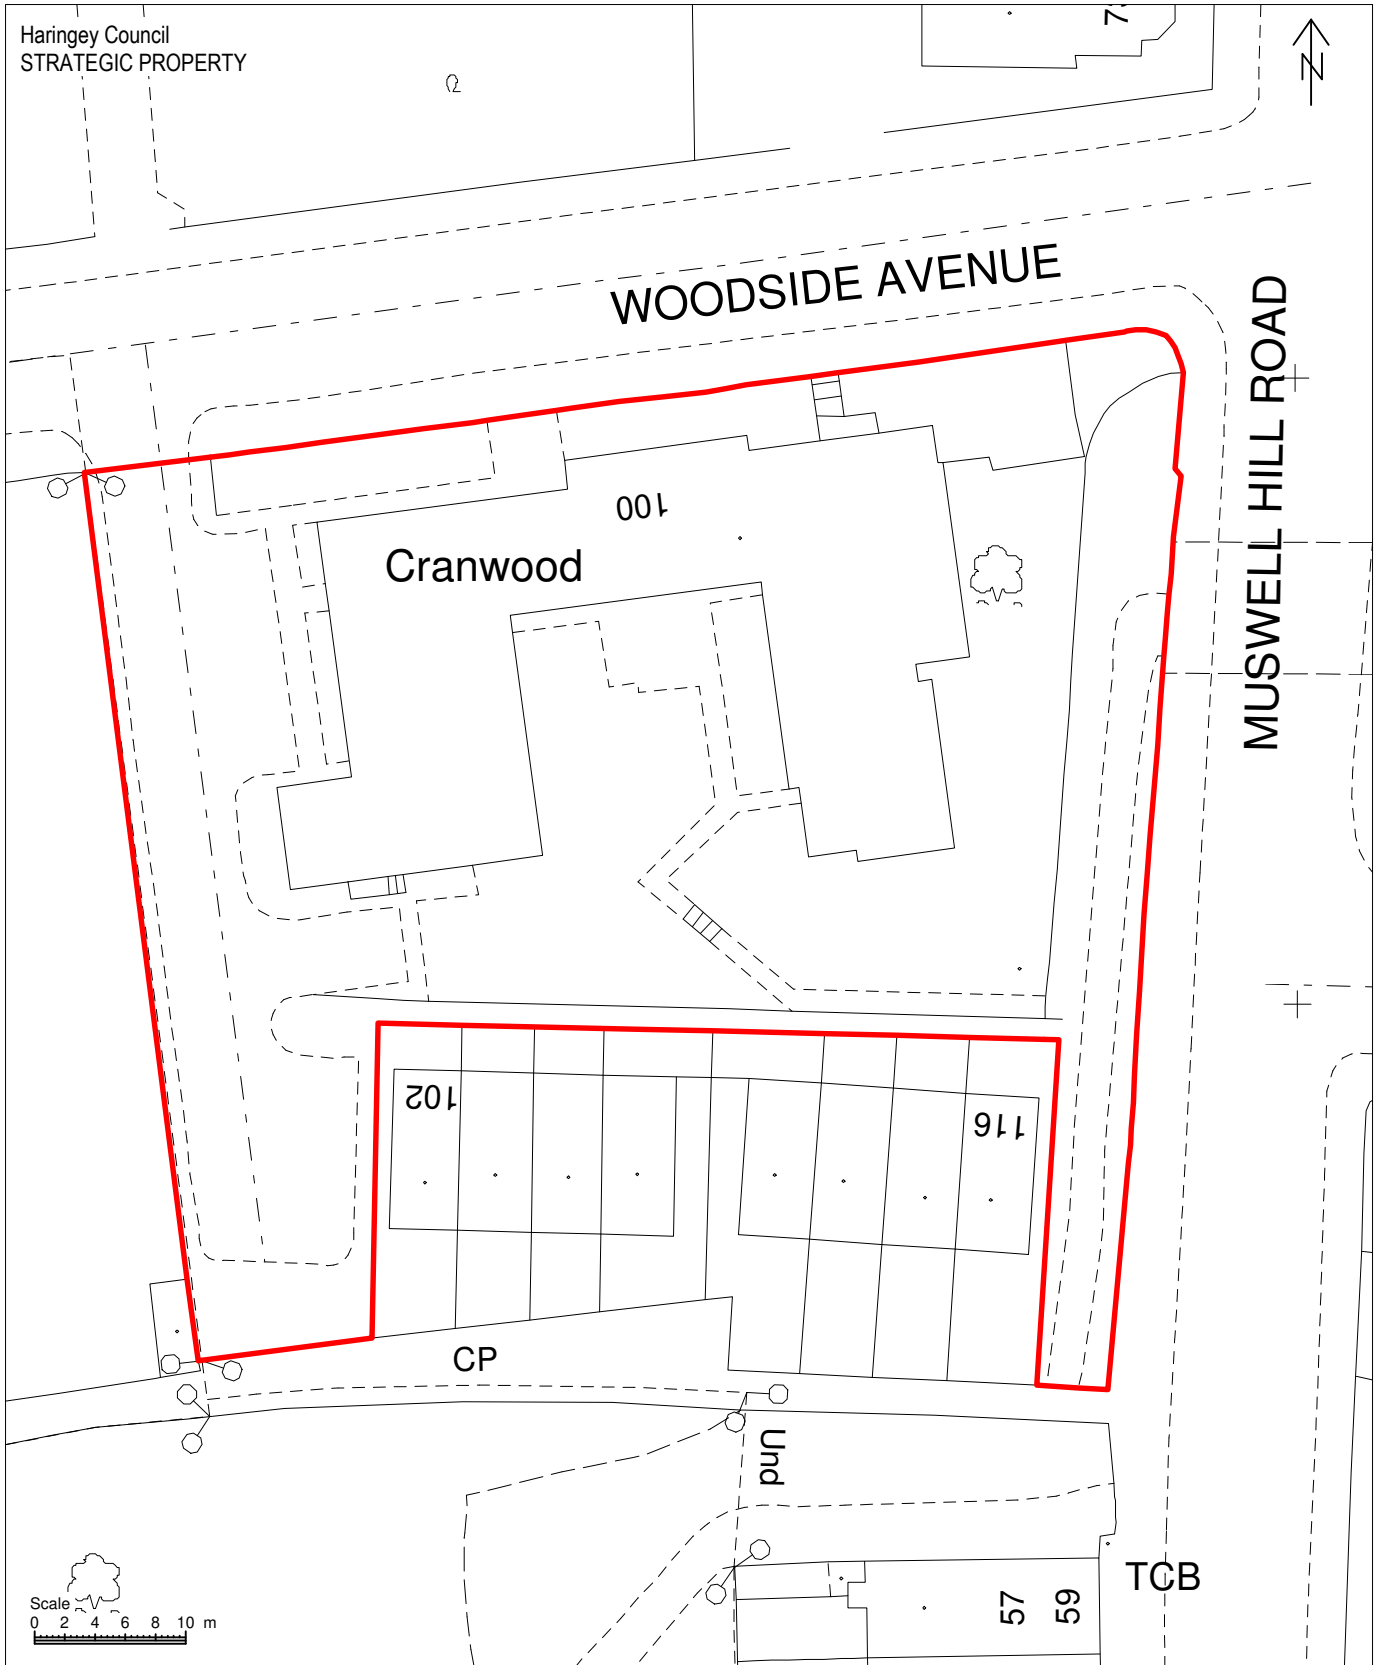 Haringey Council
STRATEGIC PROPERTY
N
WOODSIDE AVENUE
MUSWELL HILL ROAD
100
Cranwood
102
116
CP
Und
TCB
57
59
Scale
0 2 4 6 8 10 m